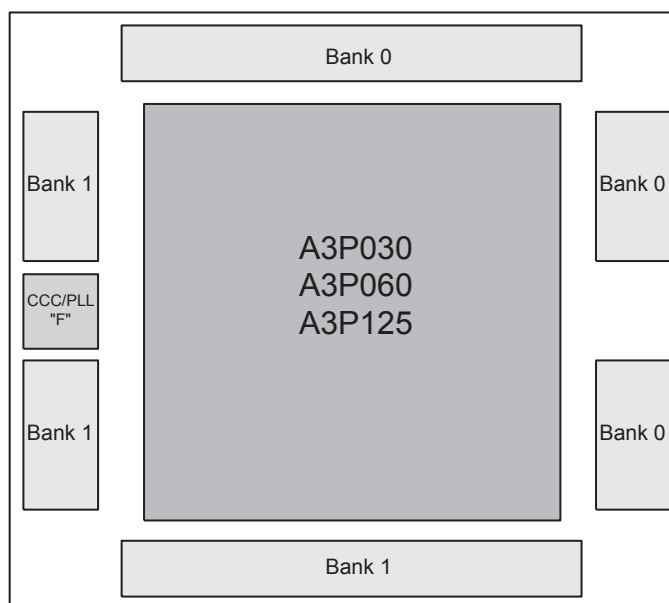 Bank 0
Bank 1
Bank 0
A3P030
A3P060
A3P125
CCC/PLL
"F"
Bank 1
Bank 0
Bank 1